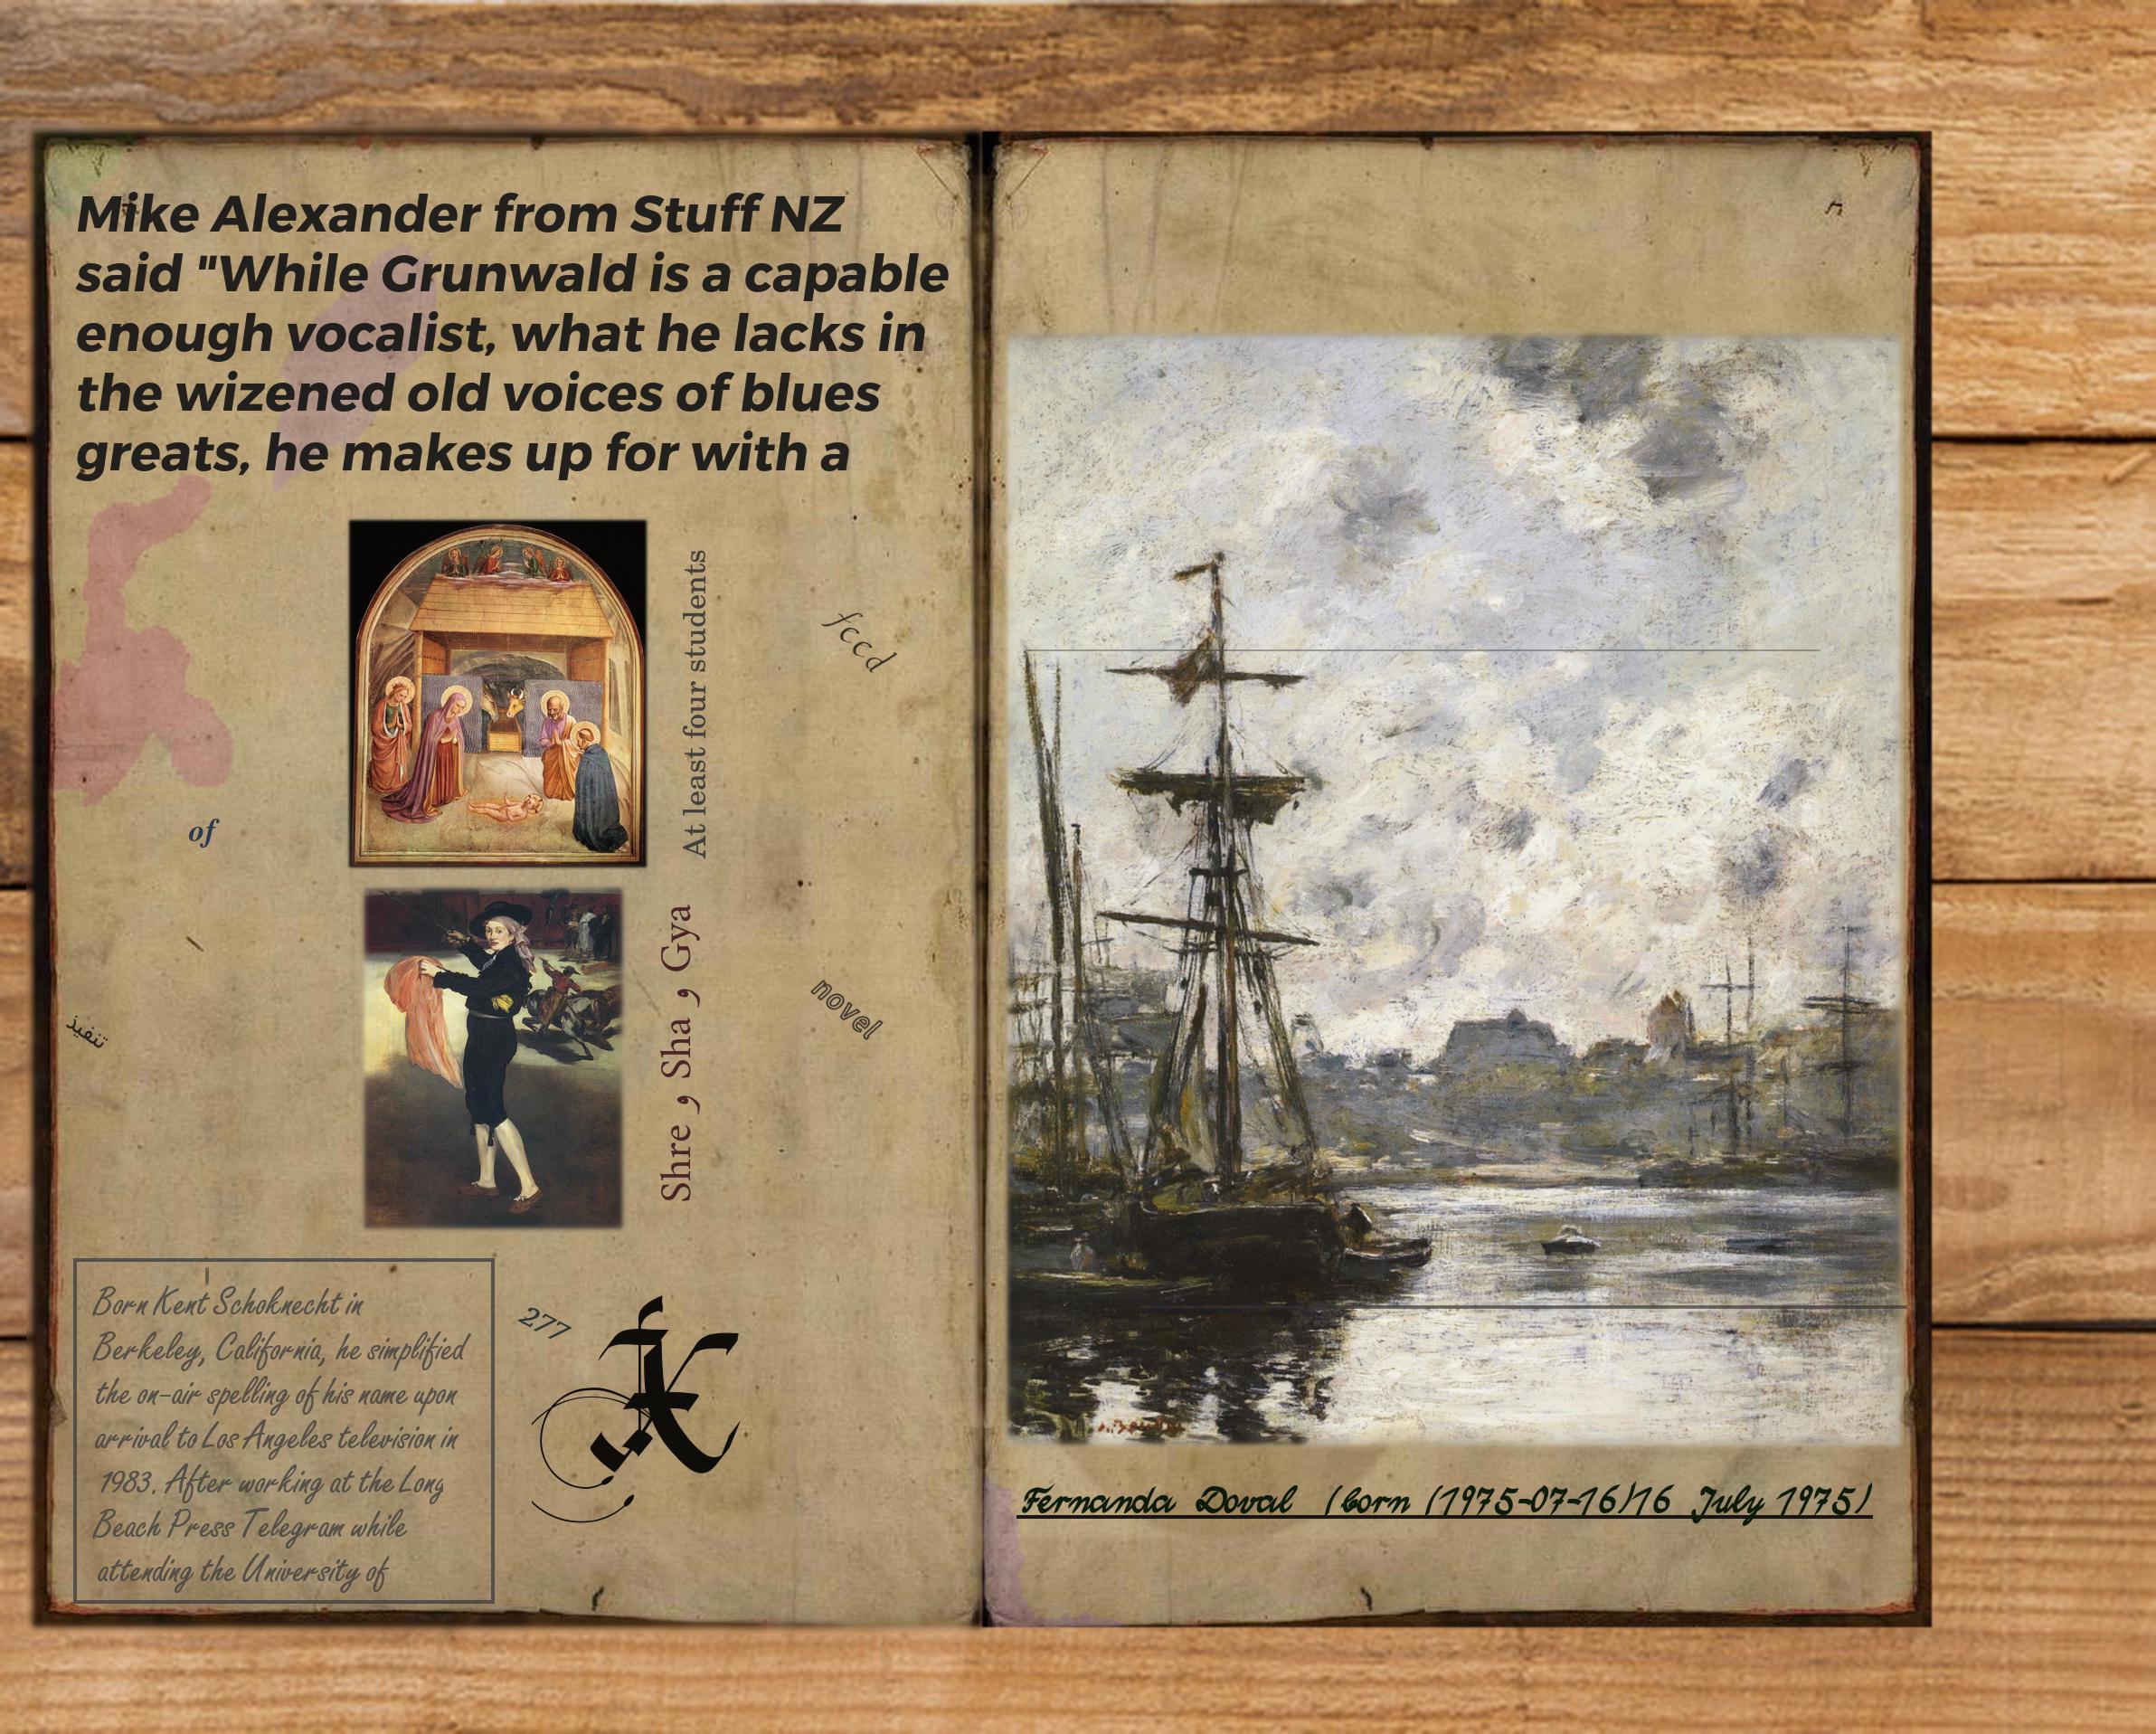 Mike Alexander from Stuff NZ
said "While Grunwald is a capable
enough vocalist, what he lacks in
the wizened old voices of blues
greats, he makes up for with a
At least four students
fccd
of
Shre , Sha , Gya
novel
تنفيذ
Born Kent Schoknecht in
Berkeley, California, he simplified
the on-air spelling of his name upon
arrival to Los Angeles television in
1983. After working at the Long
Beach Press Telegram while
attending the University of
277
Fernanda Doval (born (1975-07-16)16 July 1975)